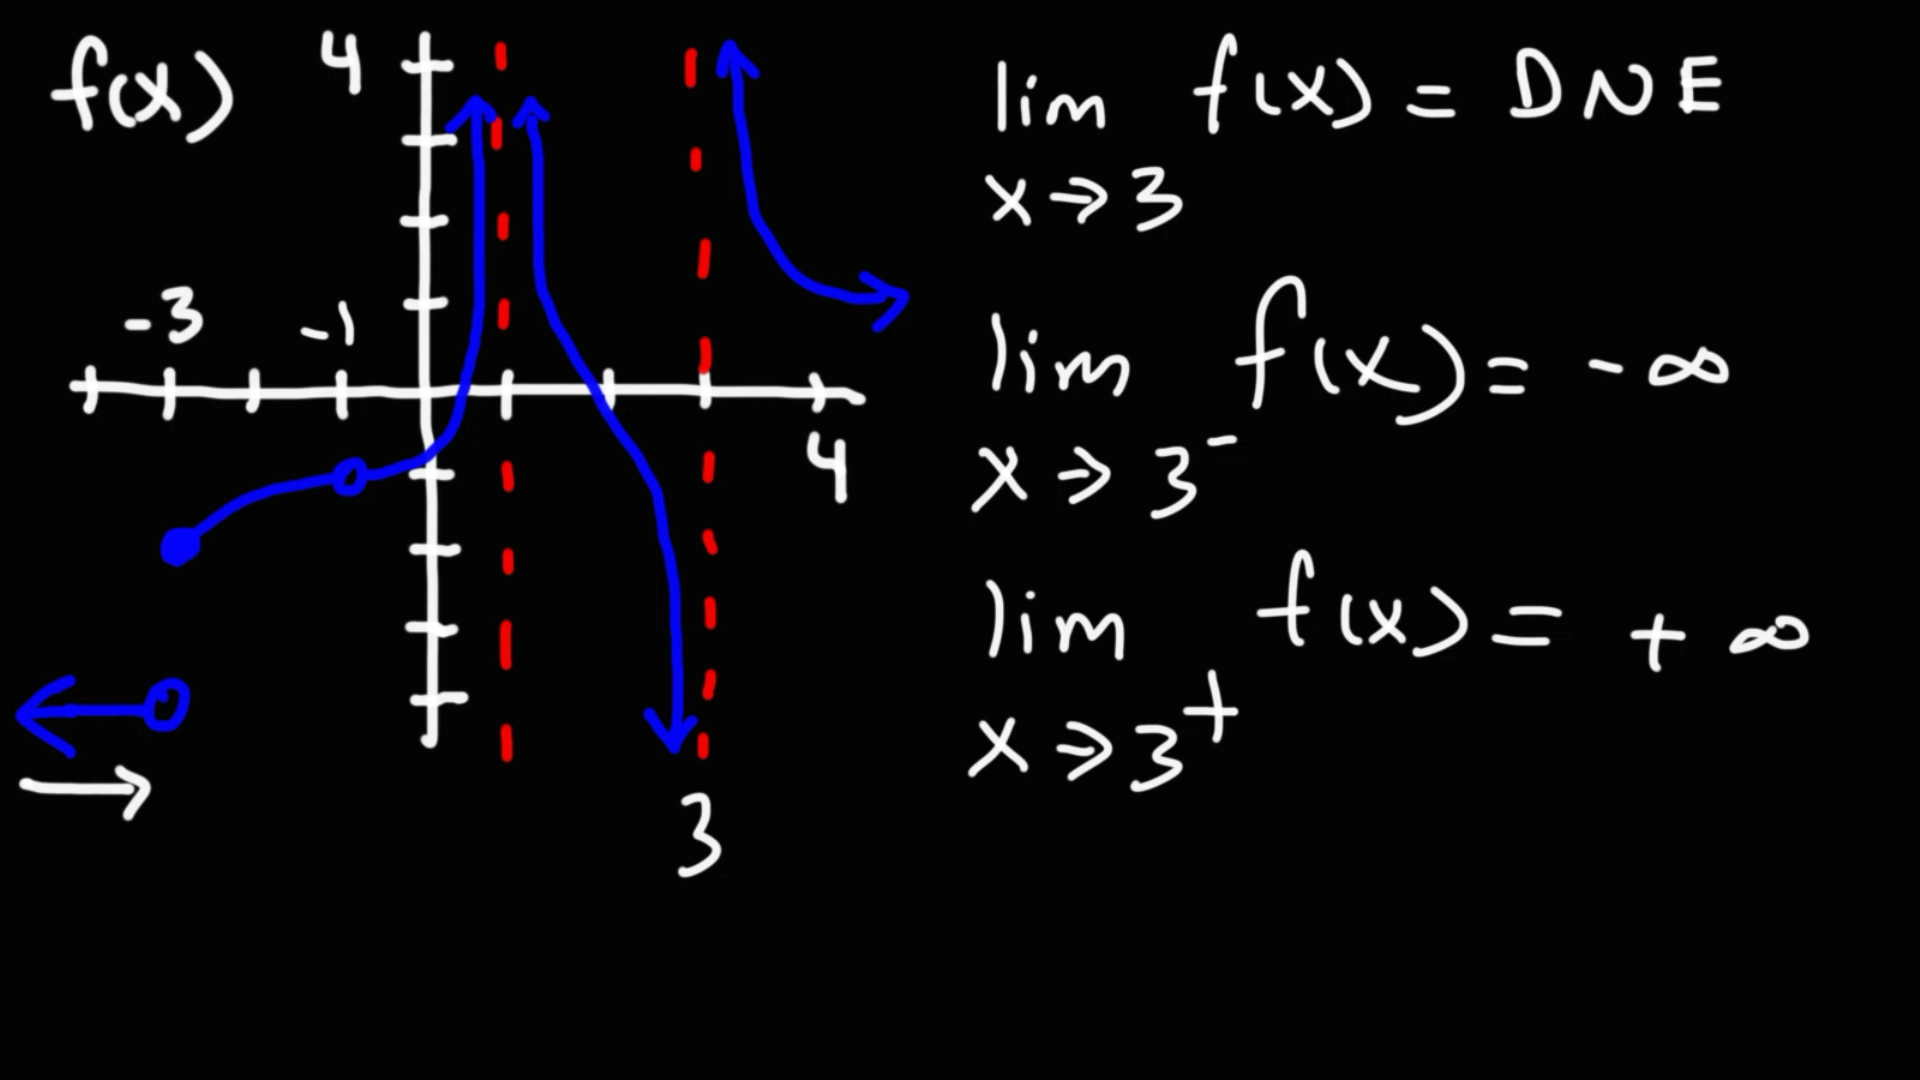 f(x)
4
-3
-1
4
3
lim f(x) = DNE
x→3
lim f(x) = -∞
x→3⁻
lim f(x) = +∞
x→3⁺